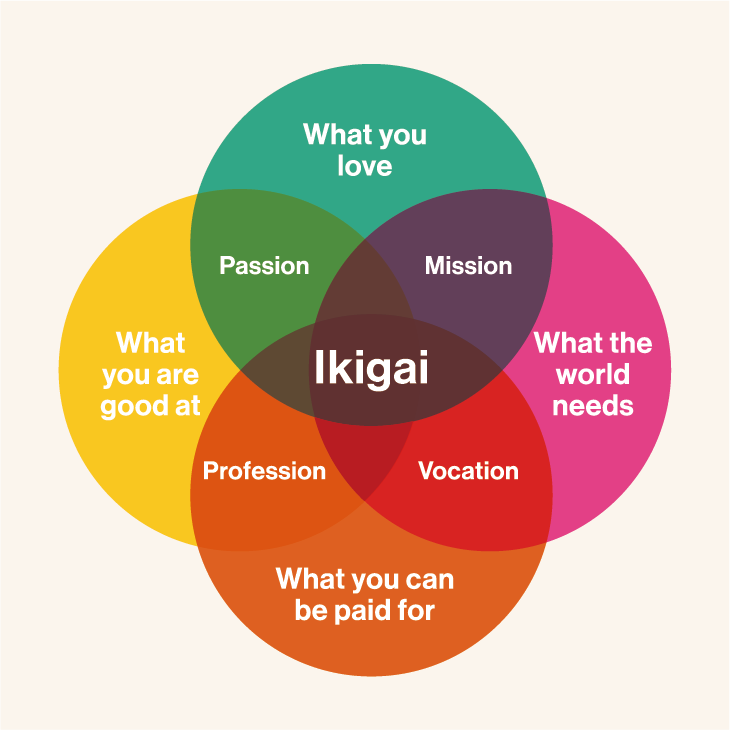 What you
love
Passion
Mission
What
you are
good at
Ikigai
What the
world
needs
Profession
Vocation
What you can
be paid for